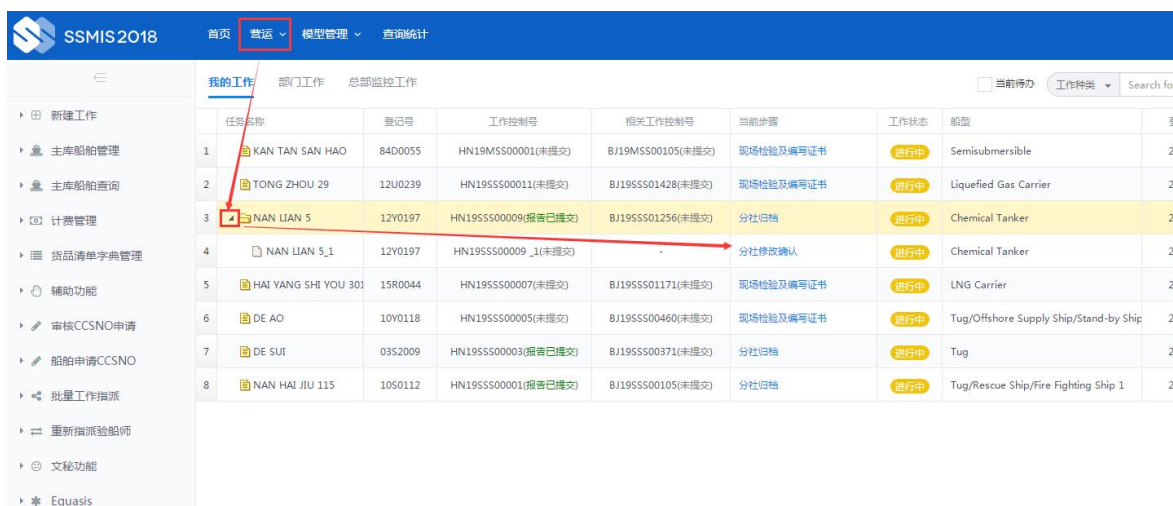 SSMIS2018 首页 营运 模型管理 查询统计
我的工作 部门工作 总部监控工作 当前待办 工作种类 Search fo
新建工作
主库船舶管理
主库船舶查询
计费管理
货品清单字典管理
辅助功能
审核CCSNO申请
船舶申请CCSNO
批量工作指派
重新指派验船师
文秘功能
Equasis
任务名称 登记号 工作控制号 相关工作控制号 当前步骤 工作状态 船型
1 KAN TAN SAN HAO 84D0055 HN19MSS00001(未提交) BJ19MSS00105(未提交) 现场检验及编写证书 进行中 Semisubmersible 2
2 TONG ZHOU 29 12U0239 HN19SSS00011(未提交) BJ19SSS01428(未提交) 现场检验及编写证书 进行中 Liquefied Gas Carrier 2
3 NAN LIAN 5 12Y0197 HN19SSS00009(报告已提交) BJ19SSS01256(未提交) 分社归档 进行中 Chemical Tanker 2
4 NAN LIAN 5_1 12Y0197 HN19SSS00009 _1(未提交) - 分社修改确认 进行中 Chemical Tanker 2
5 HAI YANG SHI YOU 301 15R0044 HN19SSS00007(未提交) BJ19SSS01171(未提交) 现场检验及编写证书 进行中 LNG Carrier 2
6 DE AO 10Y0118 HN19SSS00005(未提交) BJ19SSS00460(未提交) 现场检验及编写证书 进行中 Tug/Offshore Supply Ship/Stand-by Ship 2
7 DE SUI 03S2009 HN19SSS00003(报告已提交) BJ19SSS00371(未提交) 分社归档 进行中 Tug 2
8 NAN HAI JIU 115 10S0112 HN19SSS00001(报告已提交) BJ19SSS00105(未提交) 分社归档 进行中 Tug/Rescue Ship/Fire Fighting Ship 1 2